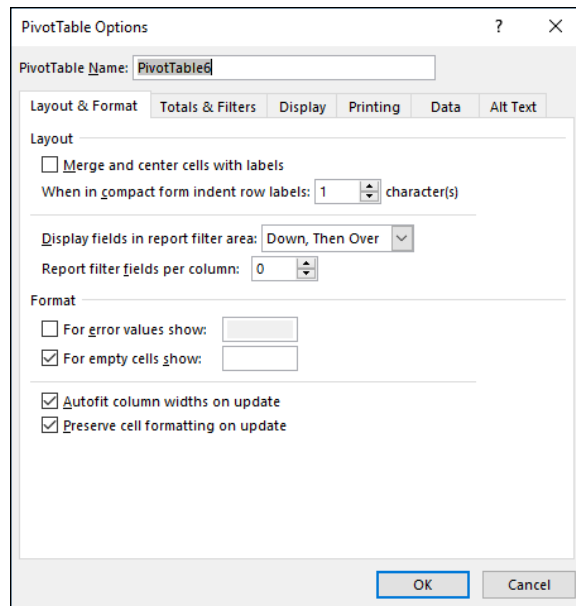 PivotTable Options ? ×
PivotTable Name: PivotTable6
Layout & Format Totals & Filters Display Printing Data Alt Text
Layout
Merge and center cells with labels
When in compact form indent row labels: 1 character(s)
Display fields in report filter area: Down, Then Over
Report filter fields per column: 0
Format
For error values show:
For empty cells show:
Autofit column widths on update
Preserve cell formatting on update
OK Cancel